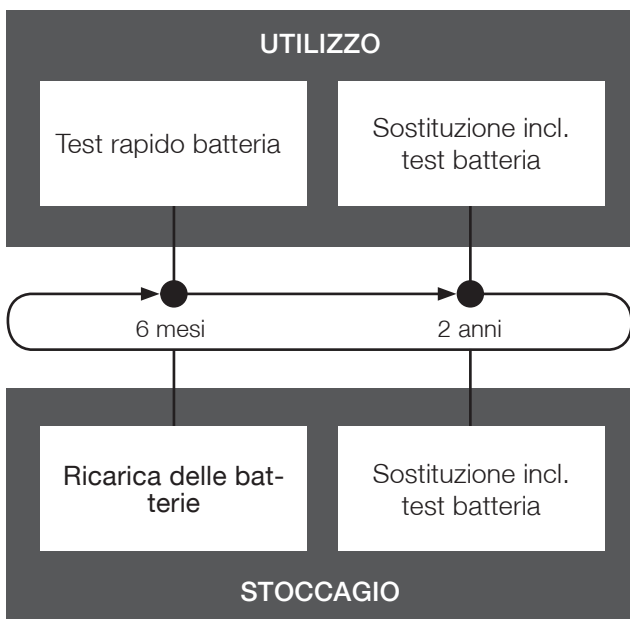 UTILIZZO
Test rapido batteria
Sostituzione incl.
test batteria
6 mesi
2 anni
Ricarica delle bat-
terie
Sostituzione incl.
test batteria
STOCCAGIO